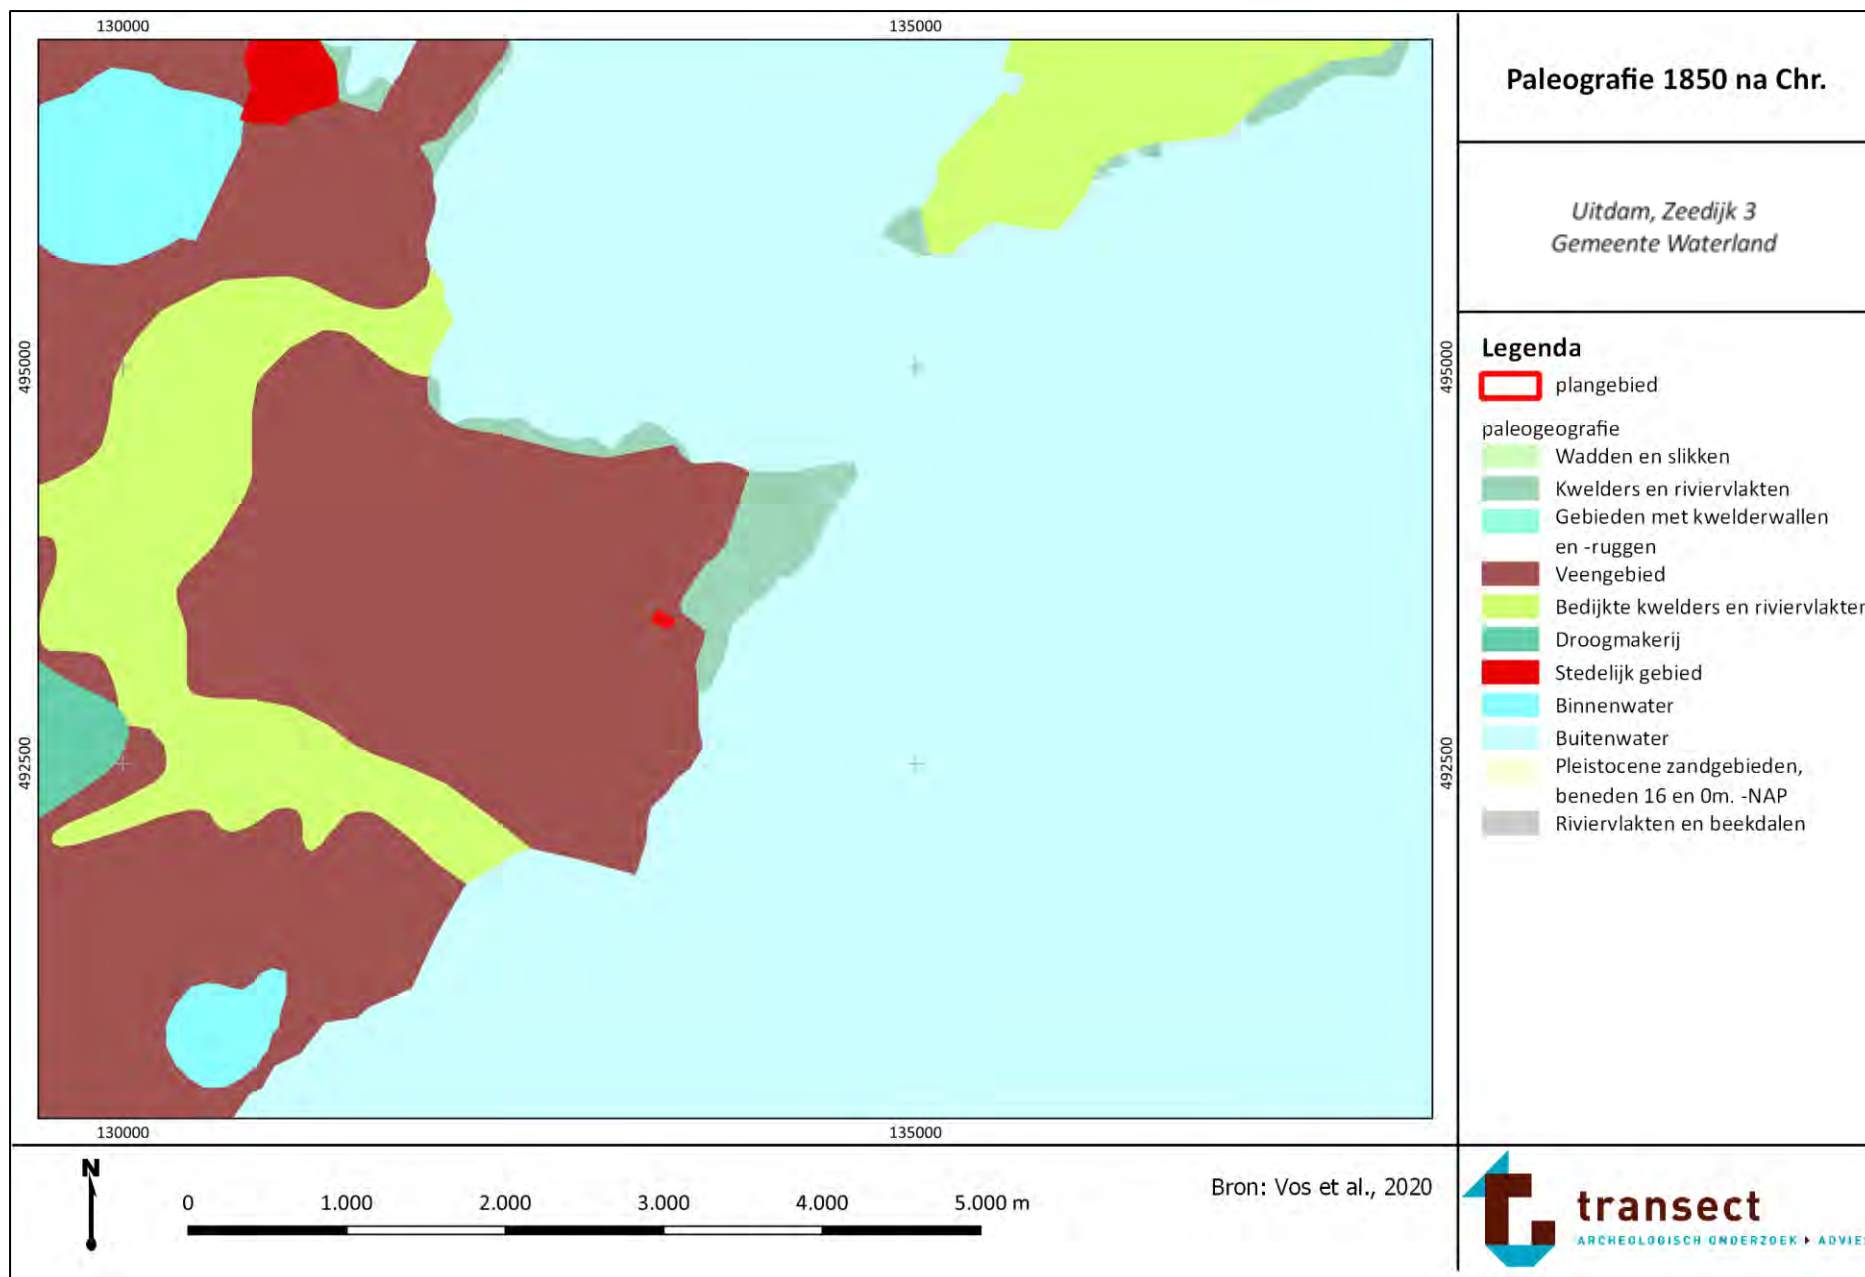 130000
135000
Paleografie 1850 na Chr.
Uitdam, Zeedijk 3
Gemeente Waterland
495000
495000
492500
492500
Legenda
plangebied
paleogeografie
Wadden en slikken
Kwelders en riviervlakten
Gebieden met kwelderwallen
en -ruggen
Veengebied
Bedijkte kwelders en riviervlakten
Droogmakerij
Stedelijk gebied
Binnenwater
Buitenwater
Pleistocene zandgebieden,
beneden 16 en 0m. -NAP
Riviervlakten en beekdalen
130000
135000
N
0 1.000 2.000 3.000 4.000 5.000 m
Bron: Vos et al., 2020
transect
ARCHEOLOGISCH ONDERZOEK ▸ ADVIES